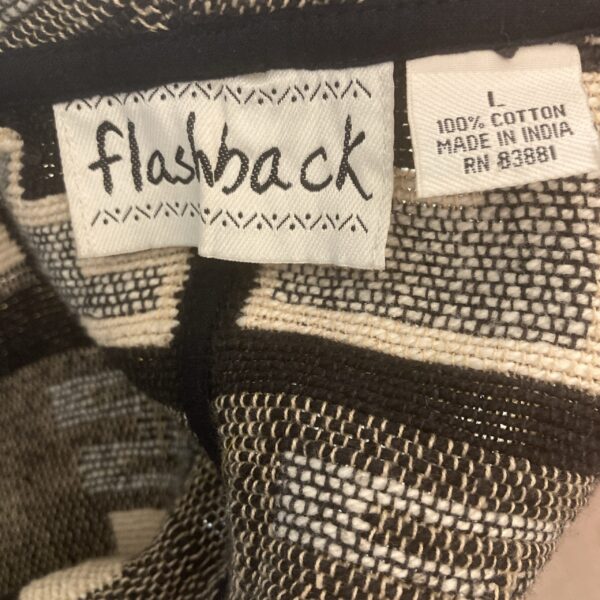 flashback
L
100% COTTON
MADE IN INDIA
RN 83881